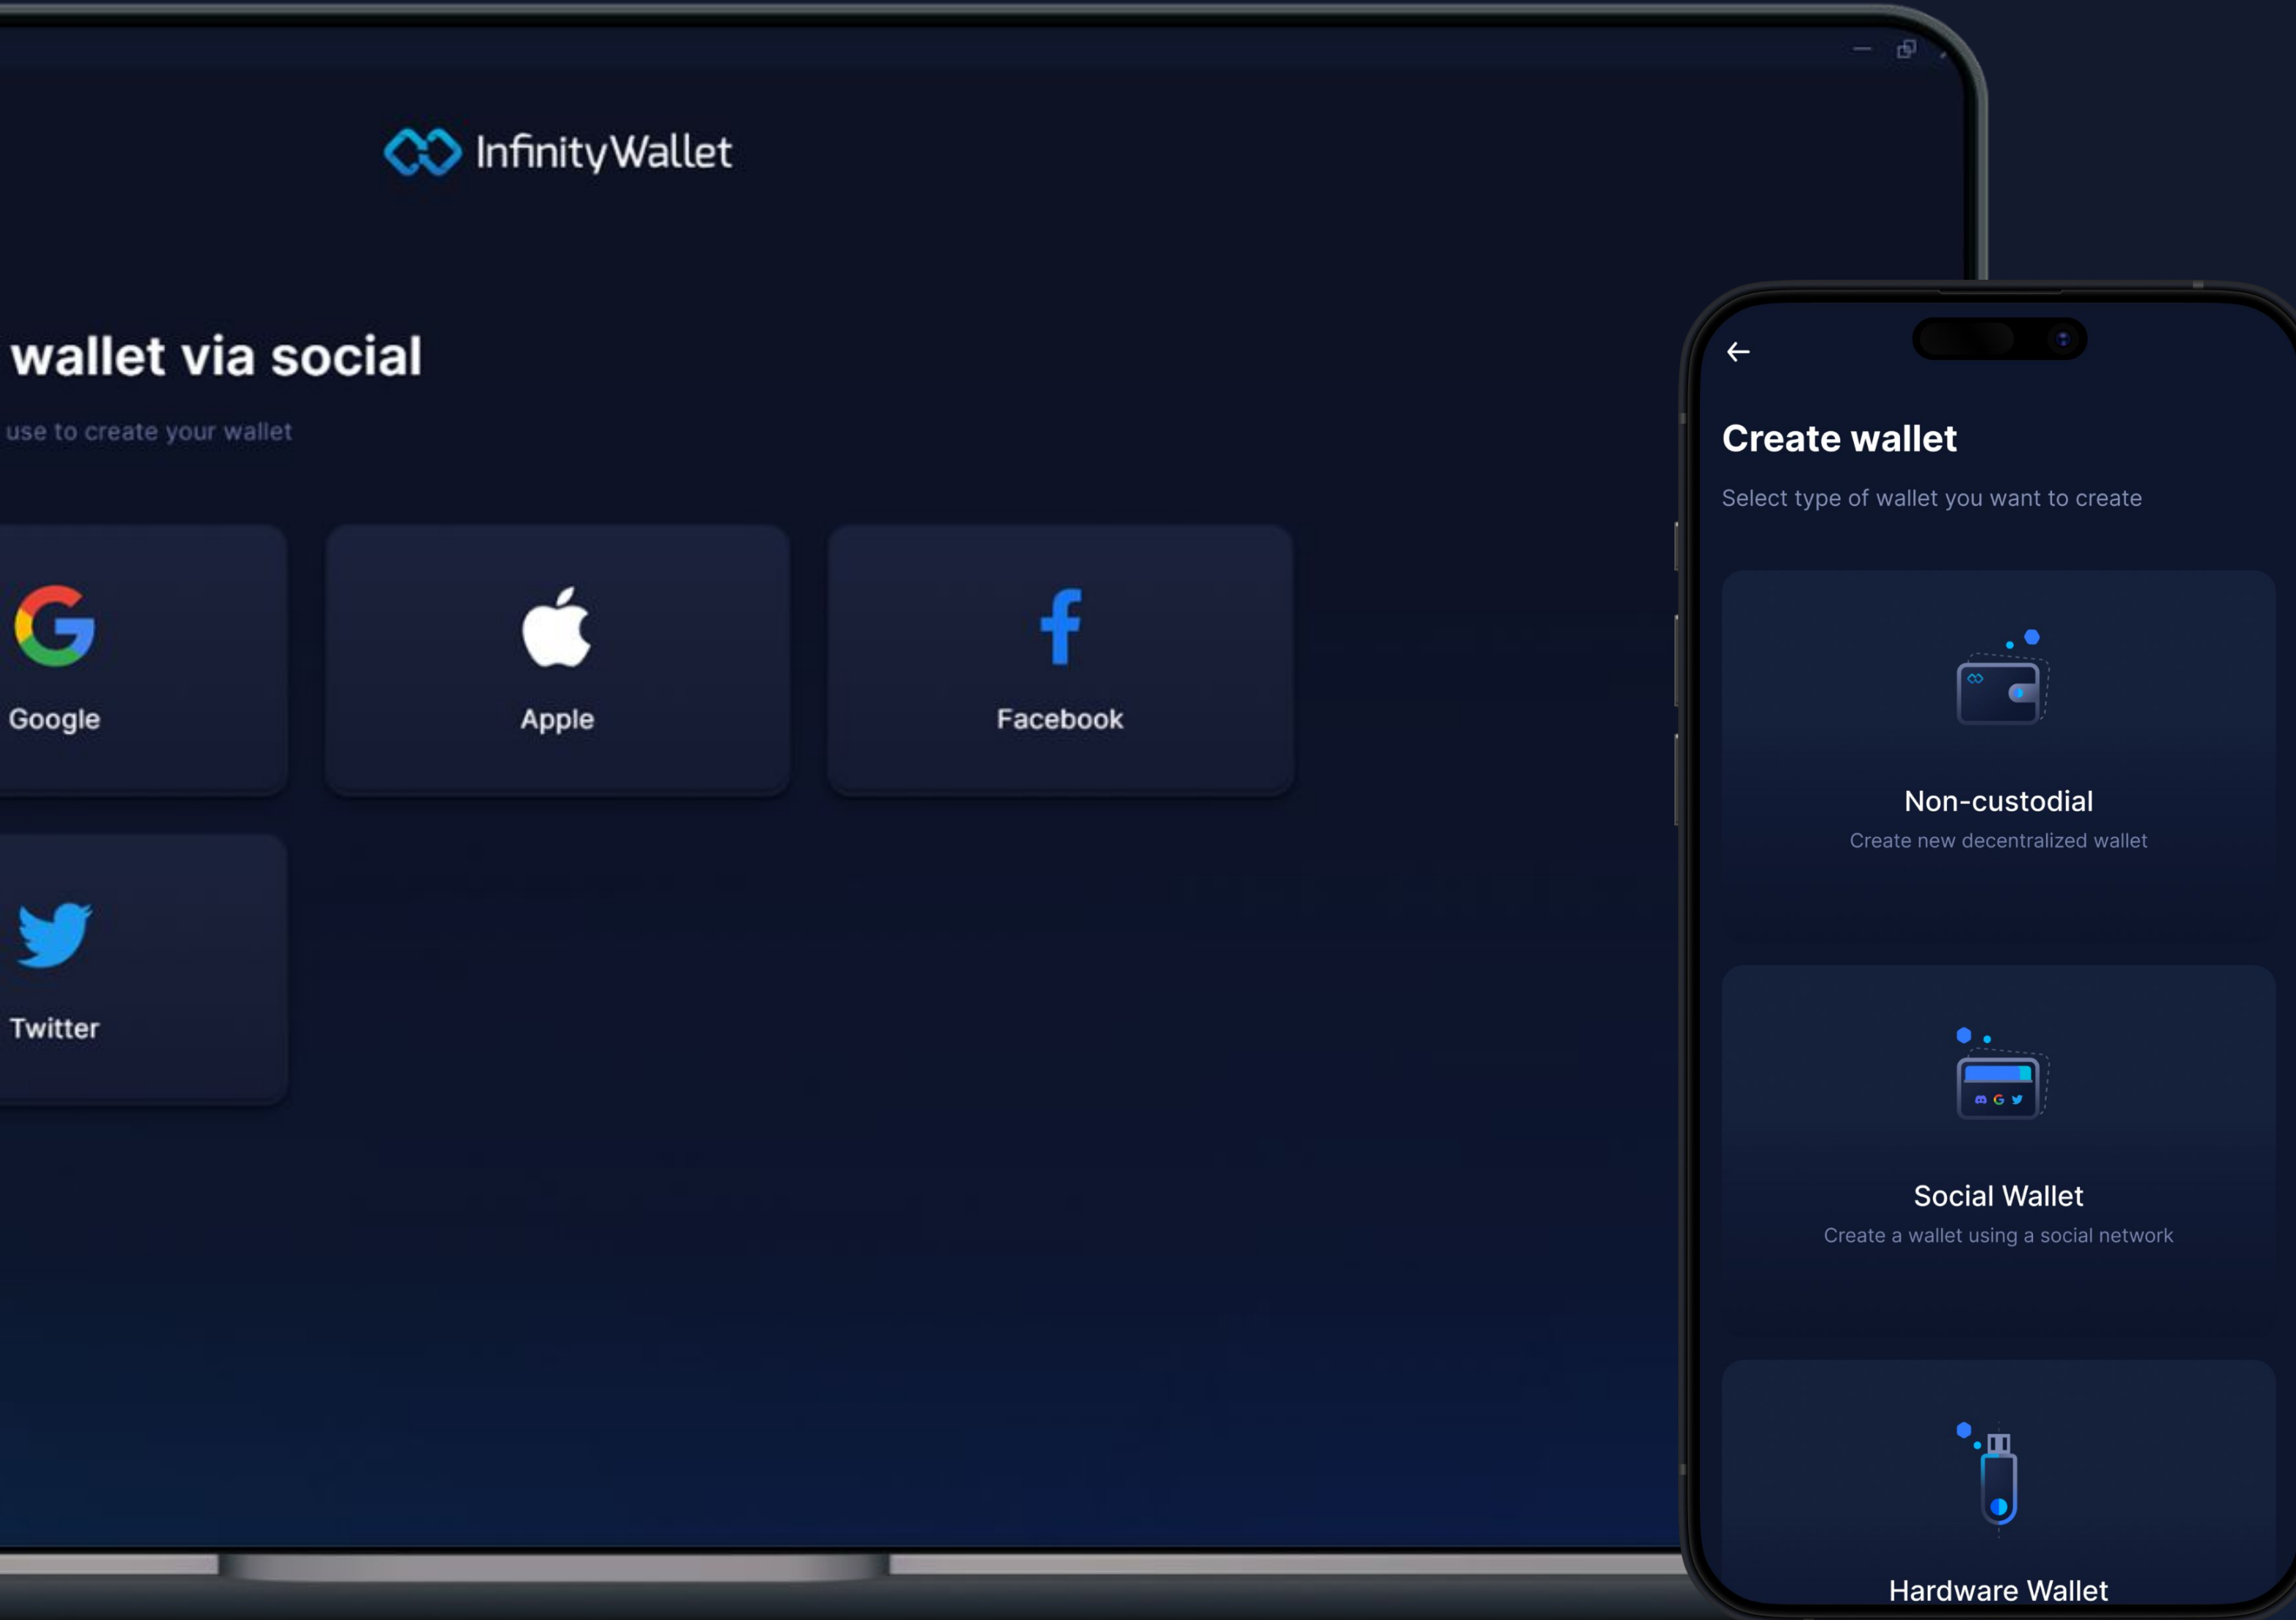 InfinityWallet
wallet via social
use to create your wallet
Google
Apple
Facebook
Twitter
Create wallet
Select type of wallet you want to create
Non-custodial
Create new decentralized wallet
Social Wallet
Create a wallet using a social network
Hardware Wallet